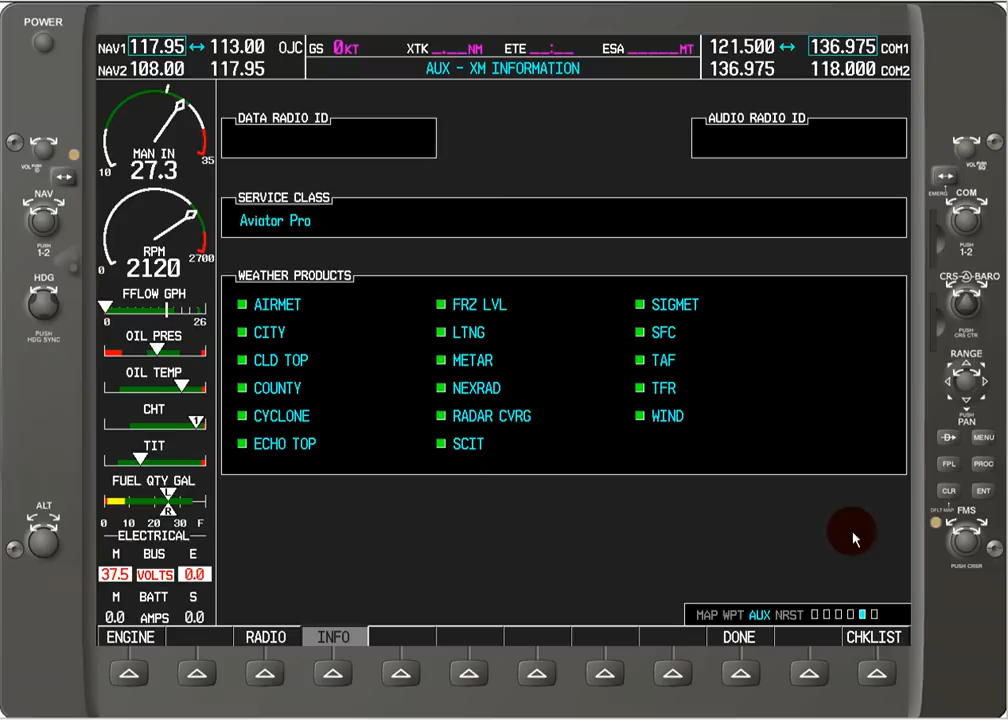 POWER
NAV1 117.95 ↔ 113.00 OJC GS 0KT XTK _.__NM ETE __:__ ESA _____MT 121.500 ↔ 136.975 COM1
NAV2 108.00 117.95 AUX - XM INFORMATION 136.975 118.000 COM2
DATA RADIO ID
AUDIO RADIO ID
SERVICE CLASS
Aviator Pro
WEATHER PRODUCTS
AIRMET FRZ LVL SIGMET
CITY LTNG SFC
CLD TOP METAR TAF
COUNTY NEXRAD TFR
CYCLONE RADAR CVRG WIND
ECHO TOP SCIT
MAN IN
27.3
10 35
RPM
2120
0 2700
FFLOW GPH
0 26
OIL PRES
OIL TEMP
CHT
1
TIT
FUEL QTY GAL
L
R
0 10 20 30 F
ELECTRICAL
M BUS E
37.5 VOLTS 0.0
M BATT S
0.0 AMPS 0.0
MAP WPT AUX NRST
ENGINE RADIO INFO DONE CHKLIST
NAV
PUSH
1-2
HDG
PUSH
HDG SYNC
ALT
EMERG
COM
PUSH
1-2
CRS BARO
PUSH
CRS CTR
RANGE
PUSH
PAN
D MENU
FPL PROC
CLR ENT
DFLT MAP
FMS
PUSH CRSR